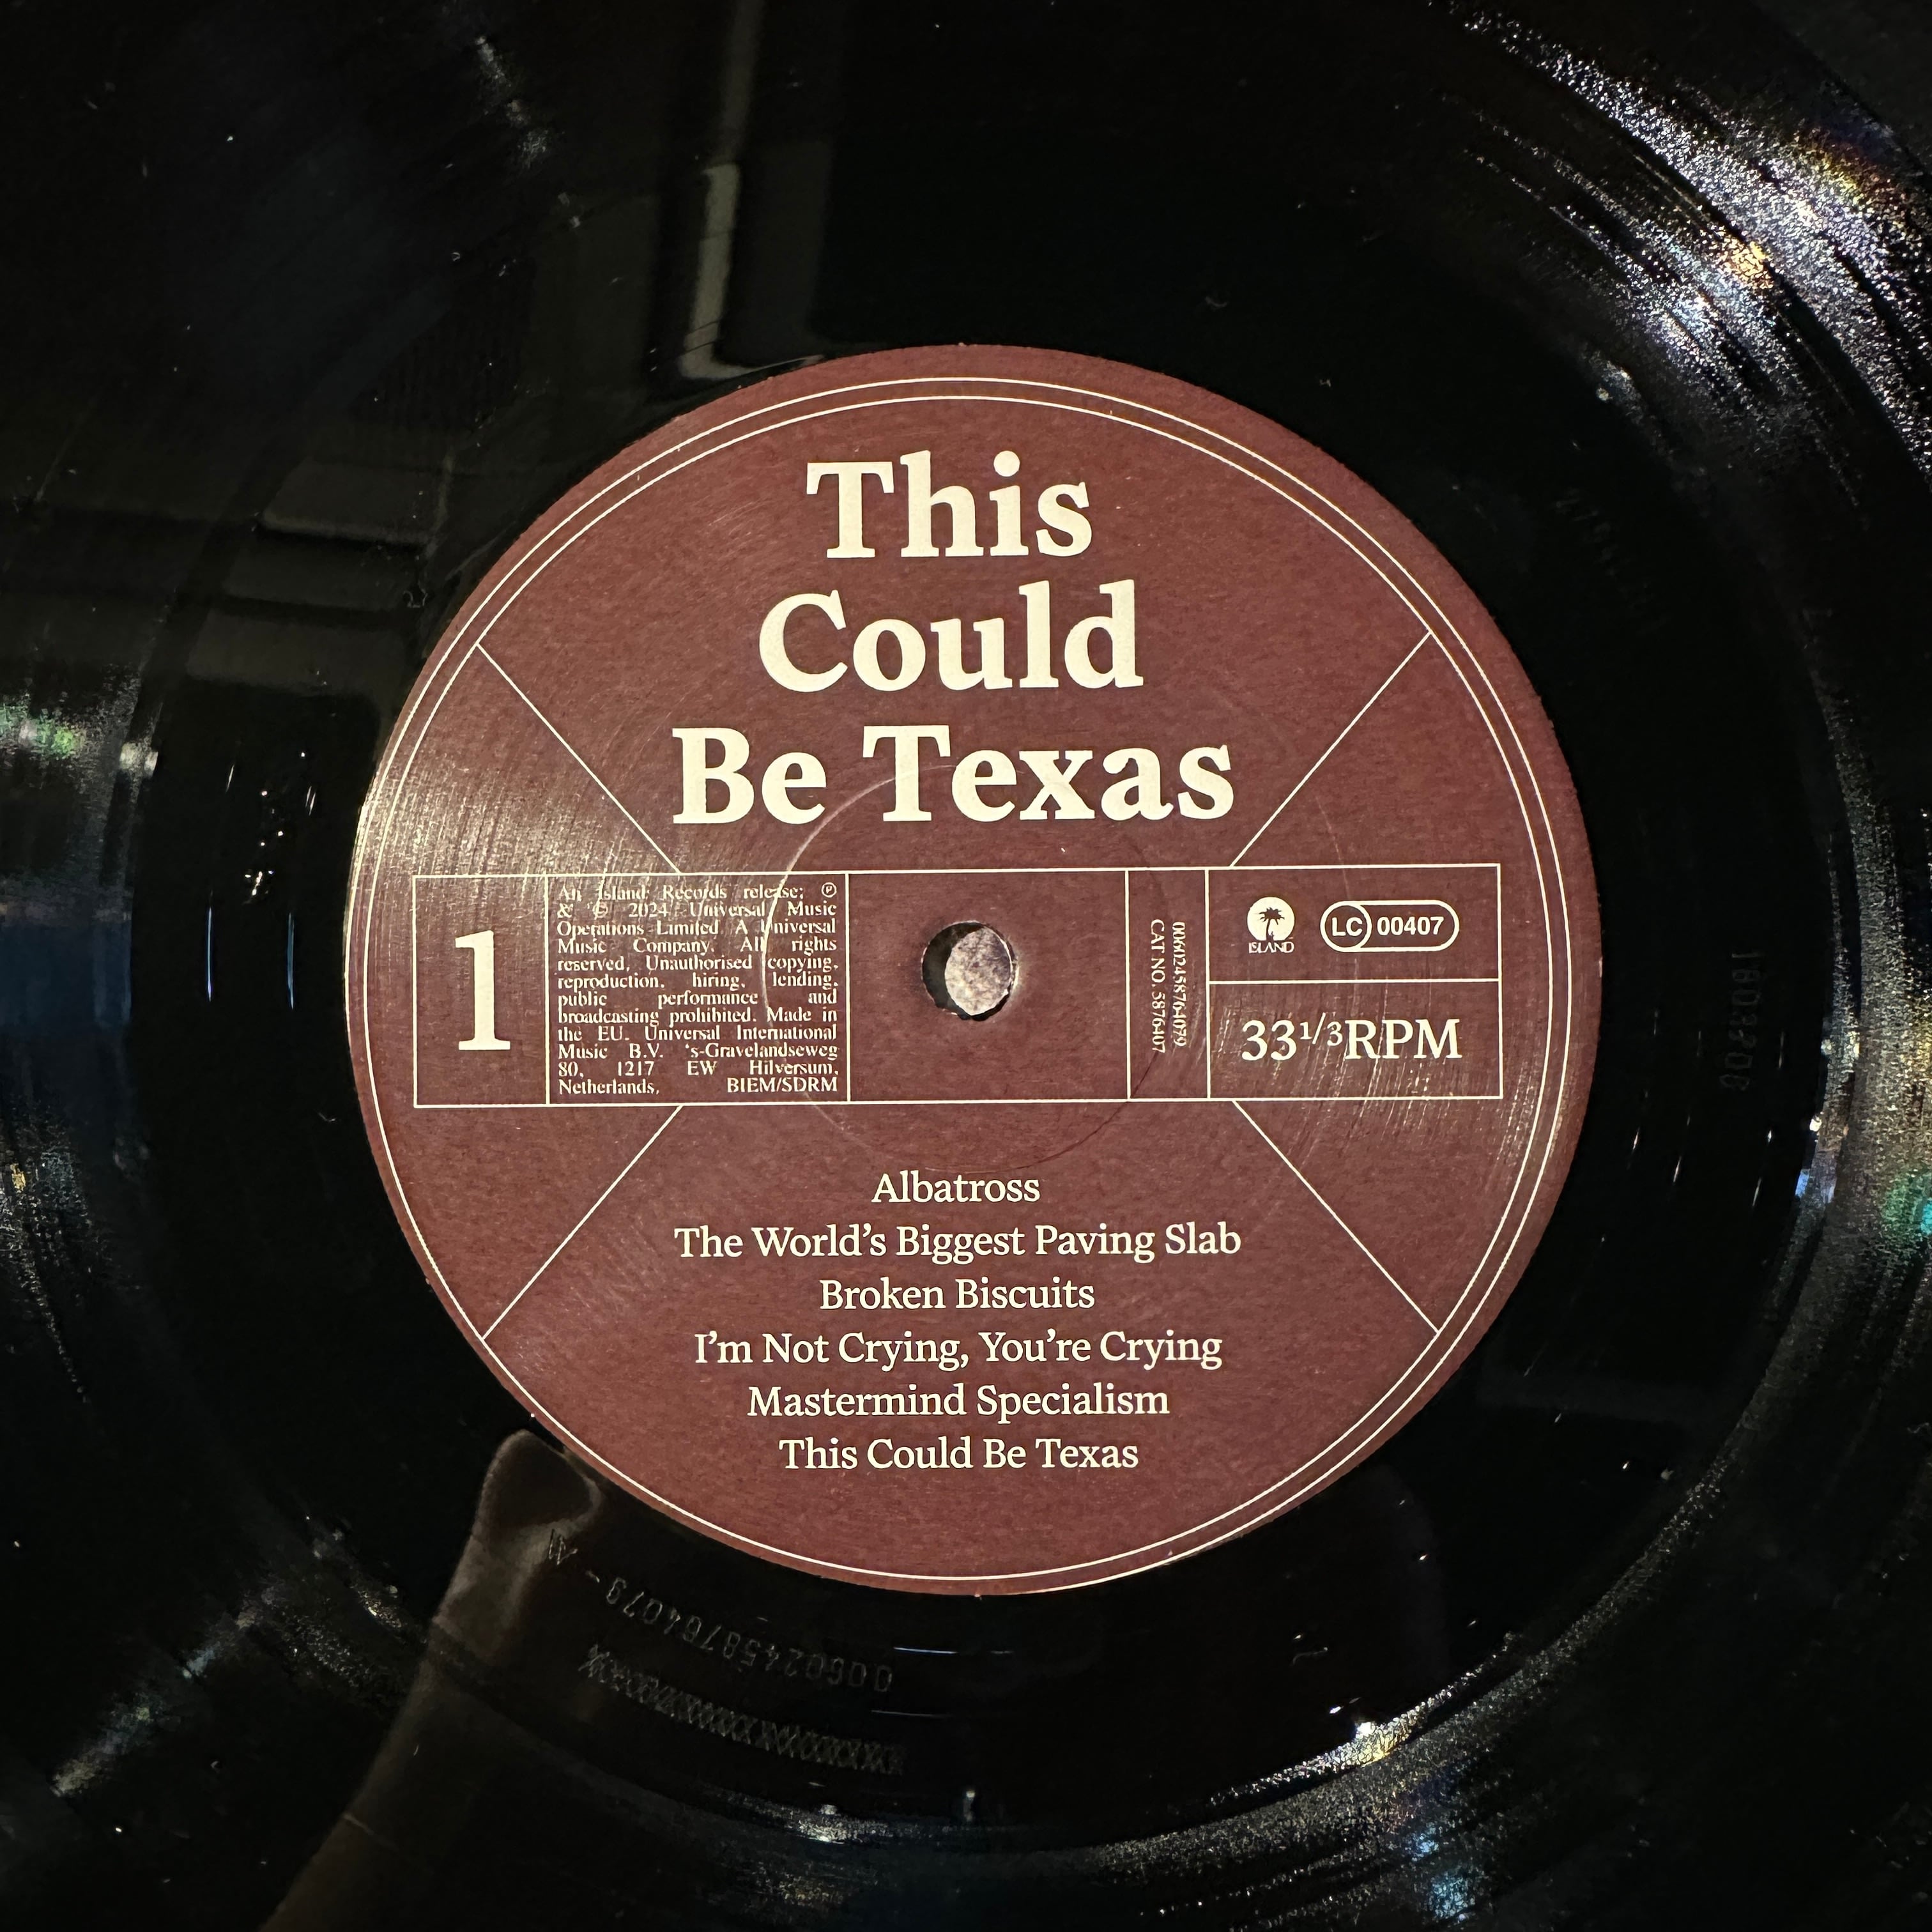 This
Could
Be Texas
1
An Island Records release; ℗
& © 2024 Universal Music
Operations Limited A Universal
Music Company. All rights
reserved, Unauthorised copying,
reproduction, hiring, lending,
public performance and
broadcasting prohibited. Made in
the EU. Universal International
Music B.V. ‘s-Gravelandseweg
80, 1217 EW Hilversum,
Netherlands, BIEM/SDRM
00602458764079
CAT NO. 5876407
ISLAND
LC 00407
33 1/3 RPM
Albatross
The World’s Biggest Paving Slab
Broken Biscuits
I’m Not Crying, You’re Crying
Mastermind Specialism
This Could Be Texas
00602458764079